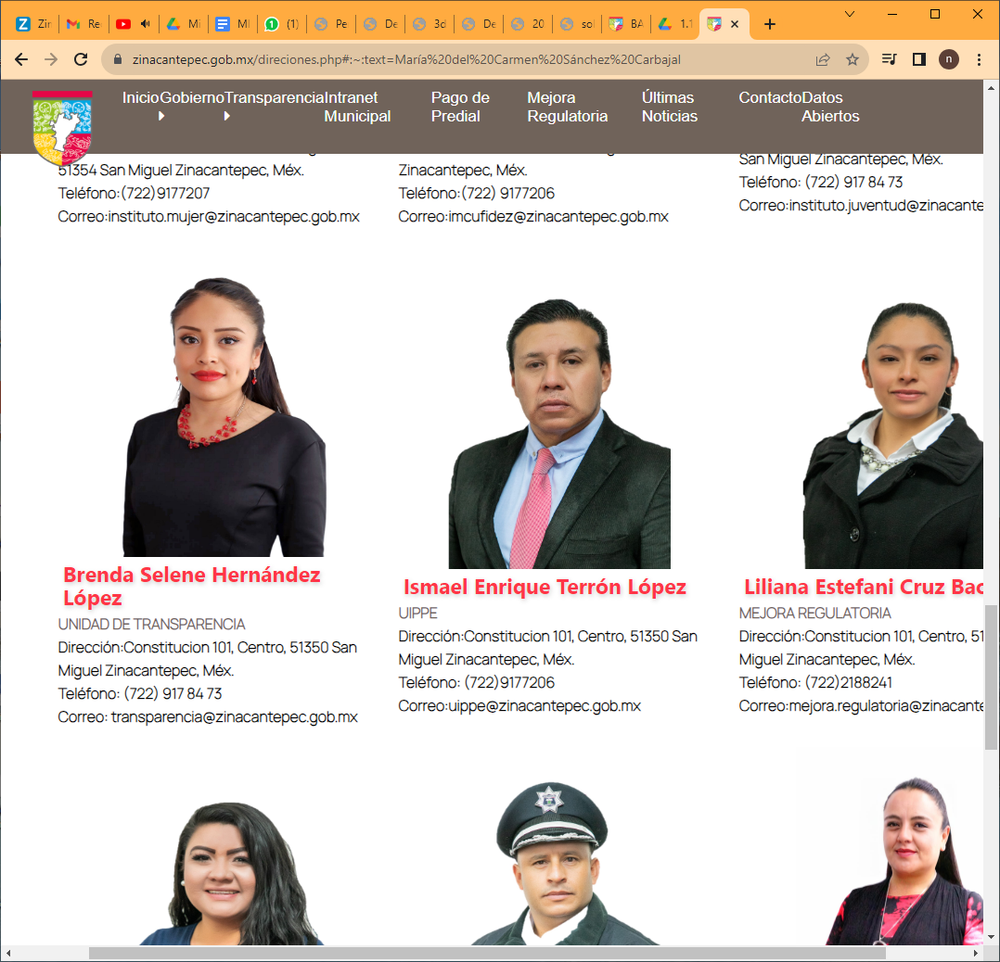 Zir
Re
Mi
MI
(1)
Pe
De
3d
De
20
sol
BA
1.1
zinacantepec.gob.mx/direciones.php#:~:text=María%20del%20Carmen%20Sánchez%20Carbajal
n
Inicio Gobierno Transparencia Intranet Municipal Pago de Predial Mejora Regulatoria Últimas Noticias Contacto Datos Abiertos
51354 San Miguel Zinacantepec, Méx.
Teléfono:(722)9177207
Correo:instituto.mujer@zinacantepec.gob.mx
Zinacantepec, Méx.
Teléfono:(722) 9177206
Correo:imcufidez@zinacantepec.gob.mx
San Miguel Zinacantepec, Méx.
Teléfono: (722) 917 84 73
Correo:instituto.juventud@zinacante
Brenda Selene Hernández
López
UNIDAD DE TRANSPARENCIA
Dirección:Constitucion 101, Centro, 51350 San
Miguel Zinacantepec, Méx.
Teléfono: (722) 917 84 73
Correo: transparencia@zinacantepec.gob.mx
Ismael Enrique Terrón López
UIPPE
Dirección:Constitucion 101, Centro, 51350 San
Miguel Zinacantepec, Méx.
Teléfono: (722)9177206
Correo:uippe@zinacantepec.gob.mx
Liliana Estefani Cruz Bac
MEJORA REGULATORIA
Dirección:Constitucion 101, Centro, 51
Miguel Zinacantepec, Méx.
Teléfono: (722)2188241
Correo:mejora.regulatoria@zinacante